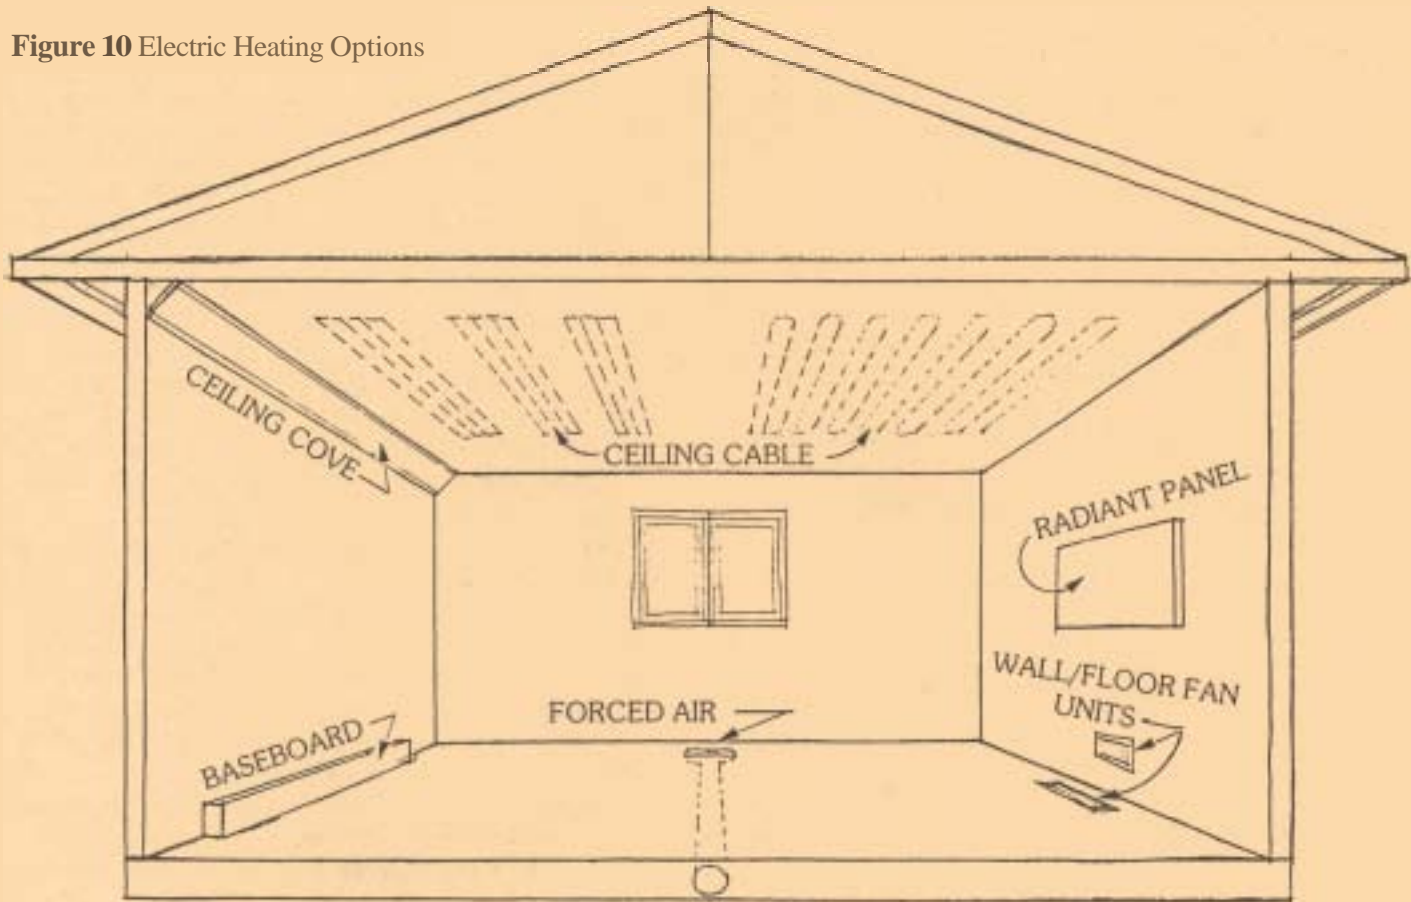 Figure 10 Electric Heating Options
CEILING COVE
CEILING CABLE
RADIANT PANEL
WALL/FLOOR FAN
UNITS
FORCED AIR
BASEBOARD